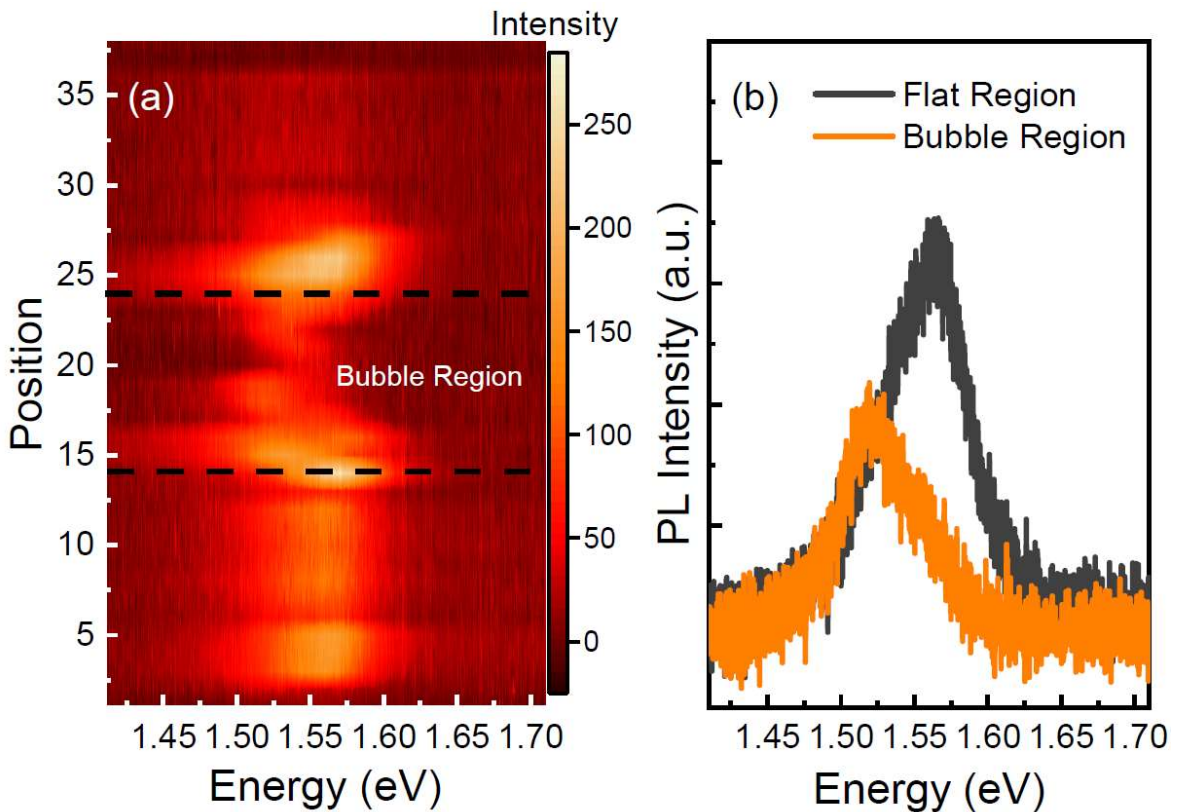 Intensity
(a)
35
30
25
20
15
10
5
Position
Bubble Region
250
200
150
100
50
0
1.45 1.50 1.55 1.60 1.65 1.70
Energy (eV)
(b)
Flat Region
Bubble Region
PL Intensity (a.u.)
1.45 1.50 1.55 1.60 1.65 1.70
Energy (eV)